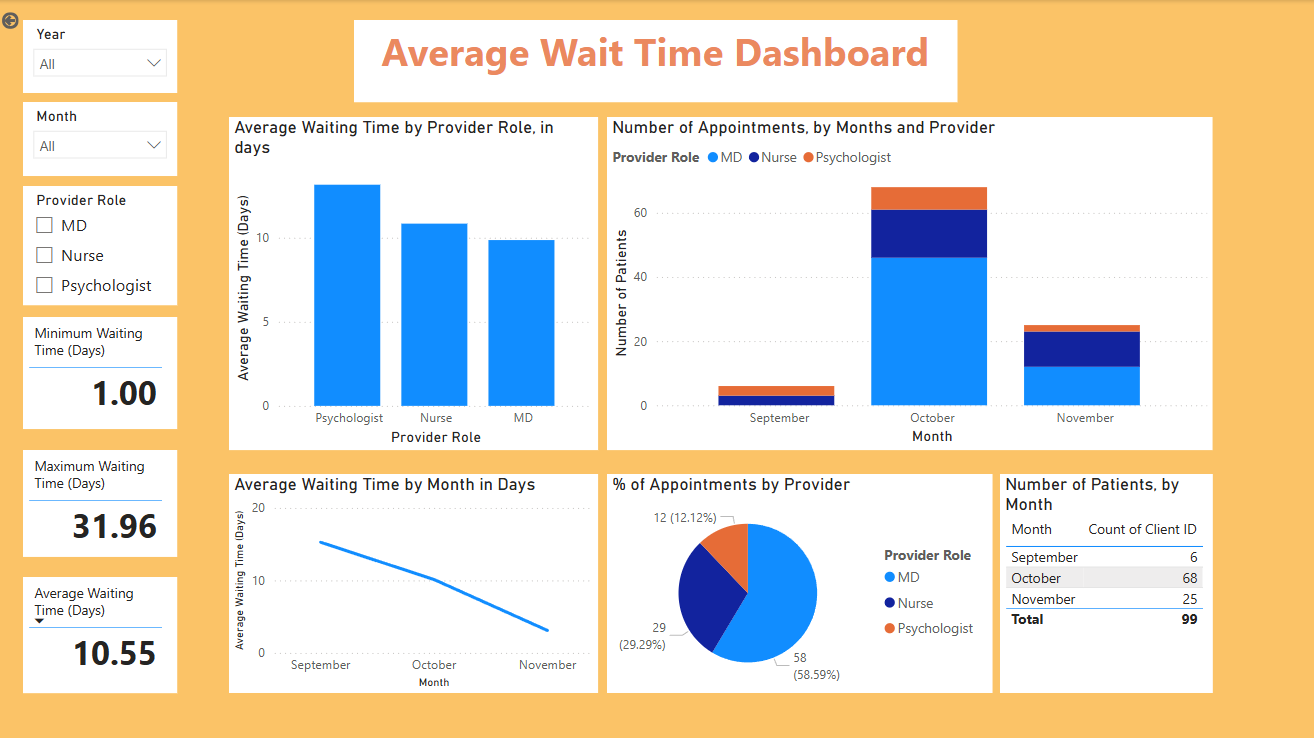 Year
All
Month
All
Provider Role
MD
Nurse
Psychologist
Minimum Waiting
Time (Days)
1.00
Maximum Waiting
Time (Days)
31.96
Average Waiting
Time (Days)
10.55
Average Wait Time Dashboard
Average Waiting Time by Provider Role, in
days
Average Waiting Time (Days)
10
5
0
Psychologist Nurse MD
Provider Role
Number of Appointments, by Months and Provider
Provider Role MD Nurse Psychologist
Number of Patients
60
40
20
0
September October November
Month
Average Waiting Time by Month in Days
Average Waiting Time (Days)
20
10
0
September October November
Month
% of Appointments by Provider
12 (12.12%)
29
(29.29%)
58
(58.59%)
Provider Role
MD
Nurse
Psychologist
Number of Patients, by
Month
Month Count of Client ID
September 6
October 68
November 25
Total 99